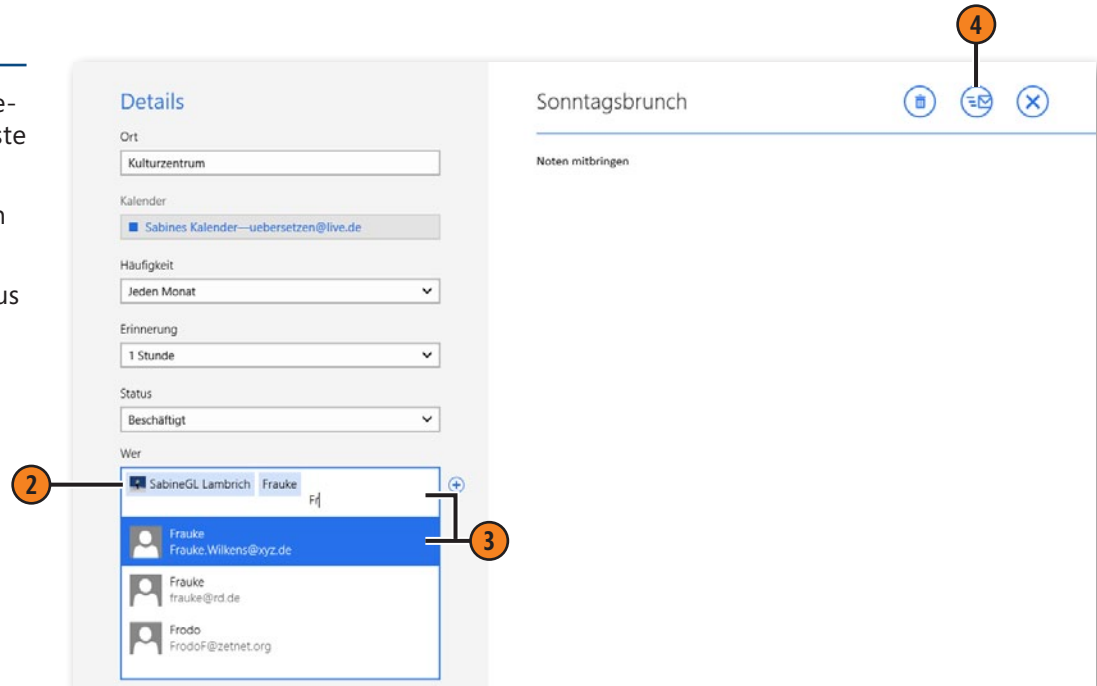 e-
ste
n
us
4
Details
Ort
Kulturzentrum
Kalender
Sabines Kalender—uebersetzen@live.de
Häufigkeit
Jeden Monat
Erinnerung
1 Stunde
Status
Beschäftigt
Wer
2
SabineGL Lambrich Frauke
Fr
3
Frauke
Frauke.Wilkens@xyz.de
Frauke
frauke@rd.de
Frodo
FrodoF@zetnet.org
Sonntagsbrunch
Noten mitbringen